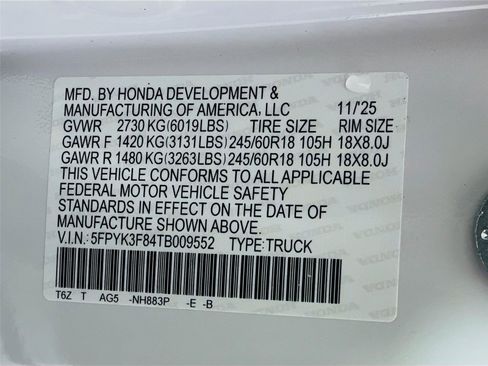 MFD. BY HONDA DEVELOPMENT &
MANUFACTURING OF AMERICA, LLC 11/'25
GVWR 2730 KG(6019LBS) TIRE SIZE RIM SIZE
GAWR F 1420 KG(3131LBS) 245/60R18 105H 18X8.0J
GAWR R 1480 KG(3263LBS) 245/60R18 105H 18X8.0J
THIS VEHICLE CONFORMS TO ALL APPLICABLE
FEDERAL MOTOR VEHICLE SAFETY
STANDARDS IN EFFECT ON THE DATE OF
MANUFACTURE SHOWN ABOVE.
V.I.N.: 5FPYK3F84TB009552 TYPE: TRUCK
T6Z T AG5 -NH883P -E -B